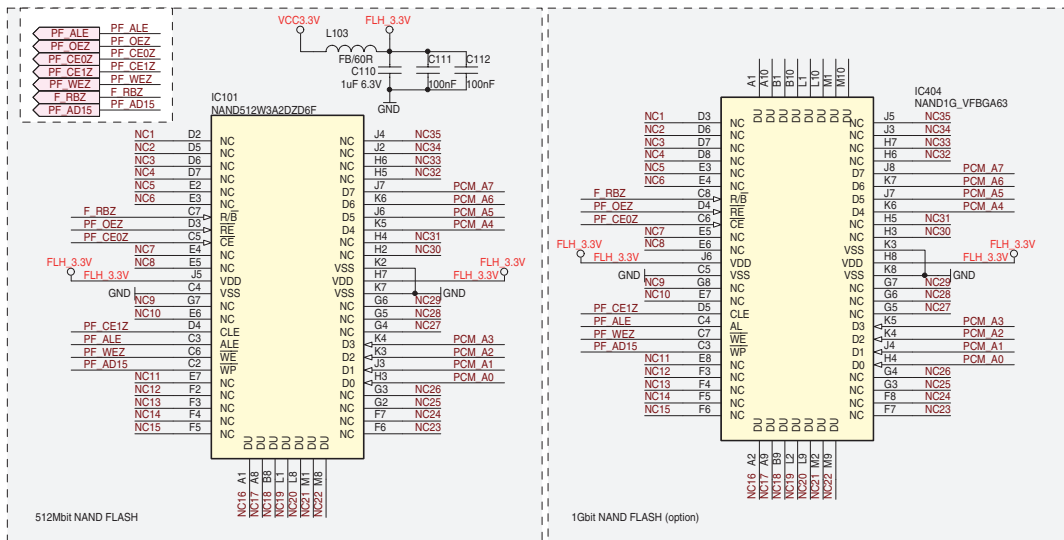 PF_ALE PF_ALE
PF_OEZ PF_OEZ
PF_CE0Z PF_CE0Z
PF_CE1Z PF_CE1Z
PF_WEZ PF_WEZ
F_RBZ F_RBZ
PF_AD15 PF_AD15
VCC3.3V FLH_3.3V
L103
FB/60R
C110
1uF 6.3V
C111
100nF
C112
100nF
GND
IC101
NAND512W3A2DZD6F
NC1 D2 NC NC J4 NC35
NC2 D5 NC NC J2 NC34
NC3 D6 NC NC H6 NC33
NC4 D7 NC NC H5 NC32
NC5 E2 NC D7 J7 PCM_A7
NC6 E3 NC D6 K6 PCM_A6
F_RBZ C7 R/B D5 J6 PCM_A5
PF_OEZ D3 RE D4 K5 PCM_A4
PF_CE0Z C5 CE NC H4 NC31
NC7 E4 NC NC H2 NC30
NC8 E5 NC VSS K2
FLH_3.3V FLH_3.3V J5 VDD VDD H7 FLH_3.3V FLH_3.3V
GND C4 VSS VSS K7 GND
NC9 G7 NC NC G6 NC29
NC10 E6 NC NC G5 NC28
PF_CE1Z D4 CLE NC G4 NC27
PF_ALE C3 ALE D3 K4 PCM_A3
PF_WEZ C6 WE D2 K3 PCM_A2
PF_AD15 C2 WP D1 J3 PCM_A1
NC11 E7 NC D0 H3 PCM_A0
NC12 F2 NC NC G3 NC26
NC13 F3 NC NC G2 NC25
NC14 F4 NC NC F7 NC24
NC15 F5 NC NC F6 NC23
DU DU DU DU DU DU DU
A1 A8 B8 L1 L8 M1 M8
NC16 NC17 NC18 NC19 NC20 NC21 NC22
512Mbit NAND FLASH
A1 A10 B1 B10 L1 L10 M1 M10
DU DU DU DU DU DU DU DU
IC404
NAND1G_VFBGA63
NC1 D3 NC NC J5 NC35
NC2 D6 NC NC J3 NC34
NC3 D7 NC NC H7 NC33
NC4 D8 NC NC H6 NC32
NC5 E3 NC D7 J8 PCM_A7
NC6 E4 NC D6 K7 PCM_A6
F_RBZ C8 R/B D5 J7 PCM_A5
PF_OEZ D4 RE D4 K6 PCM_A4
PF_CE0Z C6 CE NC H5 NC31
NC7 E5 NC NC H3 NC30
NC8 E6 NC VSS K3
FLH_3.3V J6 VDD VDD H8 FLH_3.3V FLH_3.3V
GND C5 VSS VSS K8 GND
NC9 G8 NC NC G7 NC29
NC10 E7 NC NC G6 NC28
PF_CE1Z D5 CLE NC G5 NC27
PF_ALE C4 AL D3 K5 PCM_A3
PF_WEZ C7 WE D2 K4 PCM_A2
PF_AD15 C3 WP D1 J4 PCM_A1
NC11 E8 NC D0 H4 PCM_A0
NC12 F3 NC NC G4 NC26
NC13 F4 NC NC G3 NC25
NC14 F5 NC NC F8 NC24
NC15 F6 NC NC F7 NC23
DU DU DU DU DU DU DU
A2 A9 B9 L2 L9 M2 M9
NC16 NC17 NC18 NC19 NC20 NC21 NC22
1Gbit NAND FLASH (option)